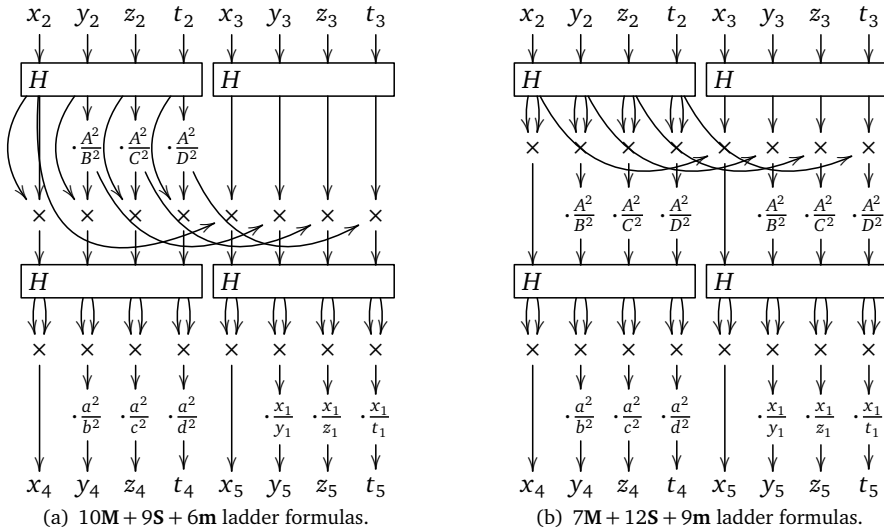 x₂ y₂ z₂ t₂ x₃ y₃ z₃ t₃ x₂ y₂ z₂ t₂ x₃ y₃ z₃ t₃
H H H H
·A²/B² ·A²/C² ·A²/D² × × × × × × × ×
× × × × × × × × ·A²/B² ·A²/C² ·A²/D² ·A²/B² ·A²/C² ·A²/D²
H H H H
× × × × × × × × × × × × × × × ×
·a²/b² ·a²/c² ·a²/d² ·x₁/y₁ ·x₁/z₁ ·x₁/t₁ ·a²/b² ·a²/c² ·a²/d² ·x₁/y₁ ·x₁/z₁ ·x₁/t₁
x₄ y₄ z₄ t₄ x₅ y₅ z₅ t₅ x₄ y₄ z₄ t₄ x₅ y₅ z₅ t₅
(a) 10M + 9S + 6m ladder formulas. (b) 7M + 12S + 9m ladder formulas.